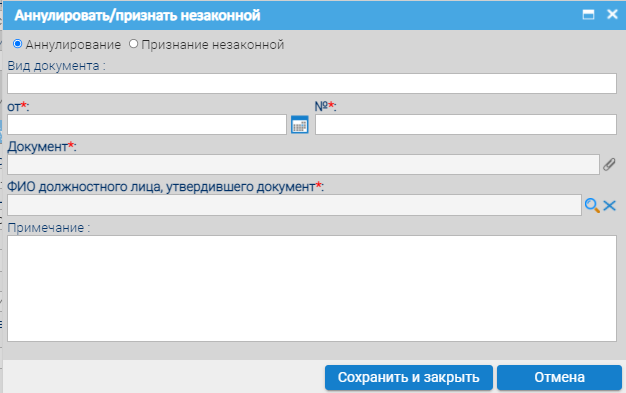 Аннулировать/признать незаконной
Аннулирование Признание незаконной
Вид документа :
от*: №*:
Документ*:
ФИО должностного лица, утвердившего документ*:
Примечание :
Сохранить и закрыть Отмена